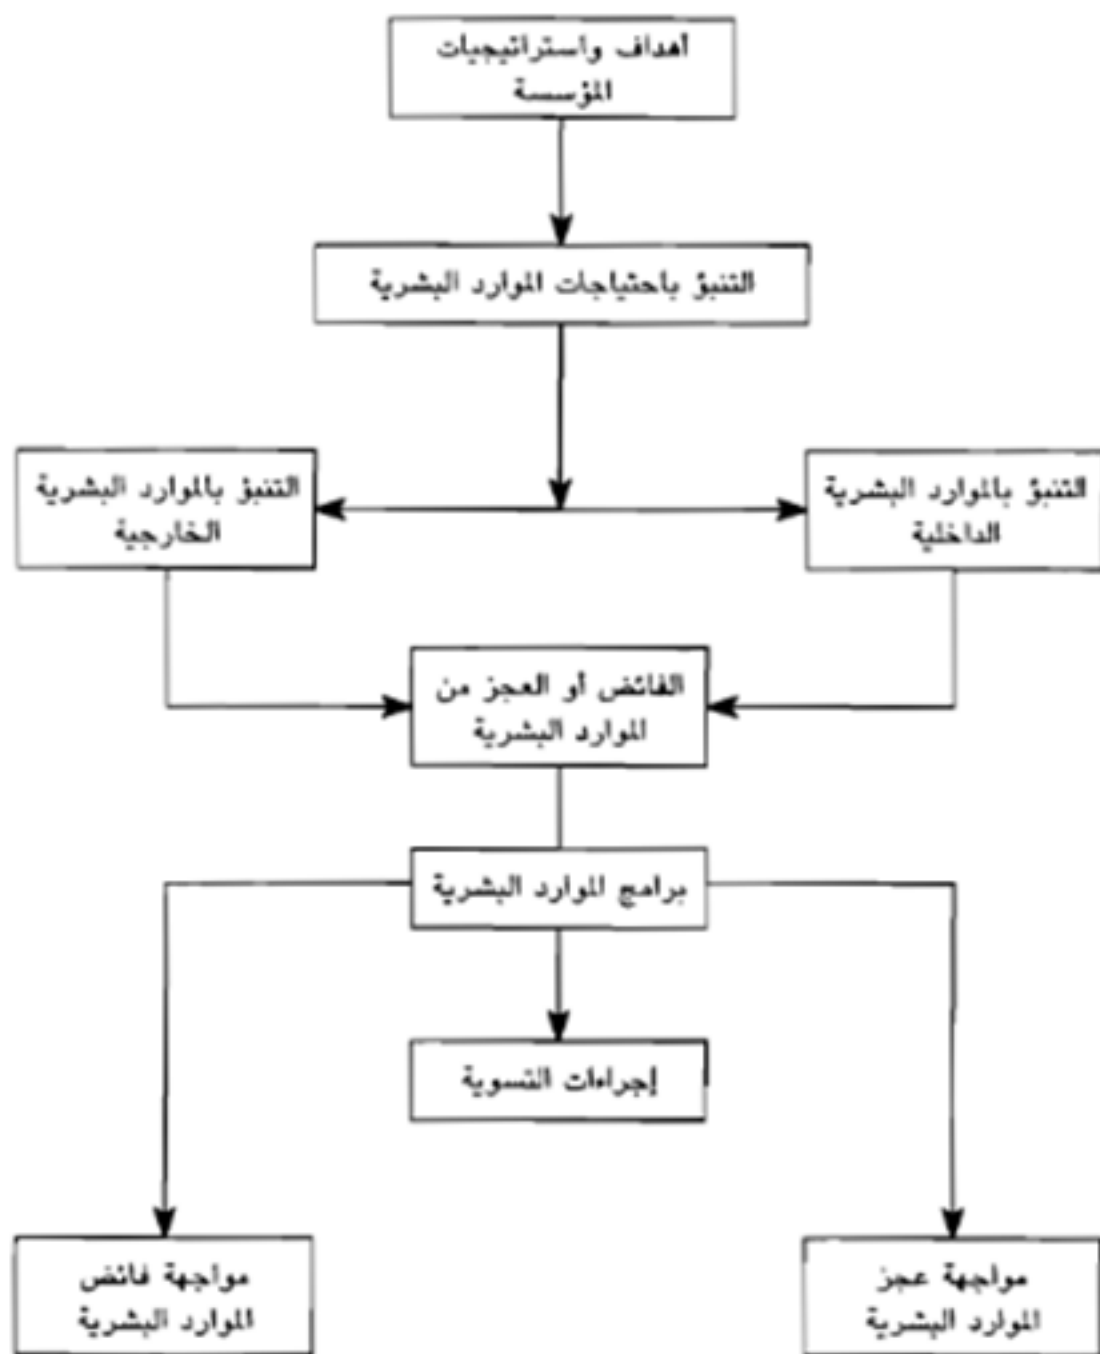 أهداف واستراتيجيات
المؤسسة
التنبؤ باحتياجات الموارد البشرية
التنبؤ بالموارد البشرية
الداخلية
التنبؤ بالموارد البشرية
الخارجية
الفائض أو العجز من
الموارد البشرية
برامج الموارد البشرية
إجراءات التسوية
مواجهة عجز
الموارد البشرية
مواجهة فائض
الموارد البشرية